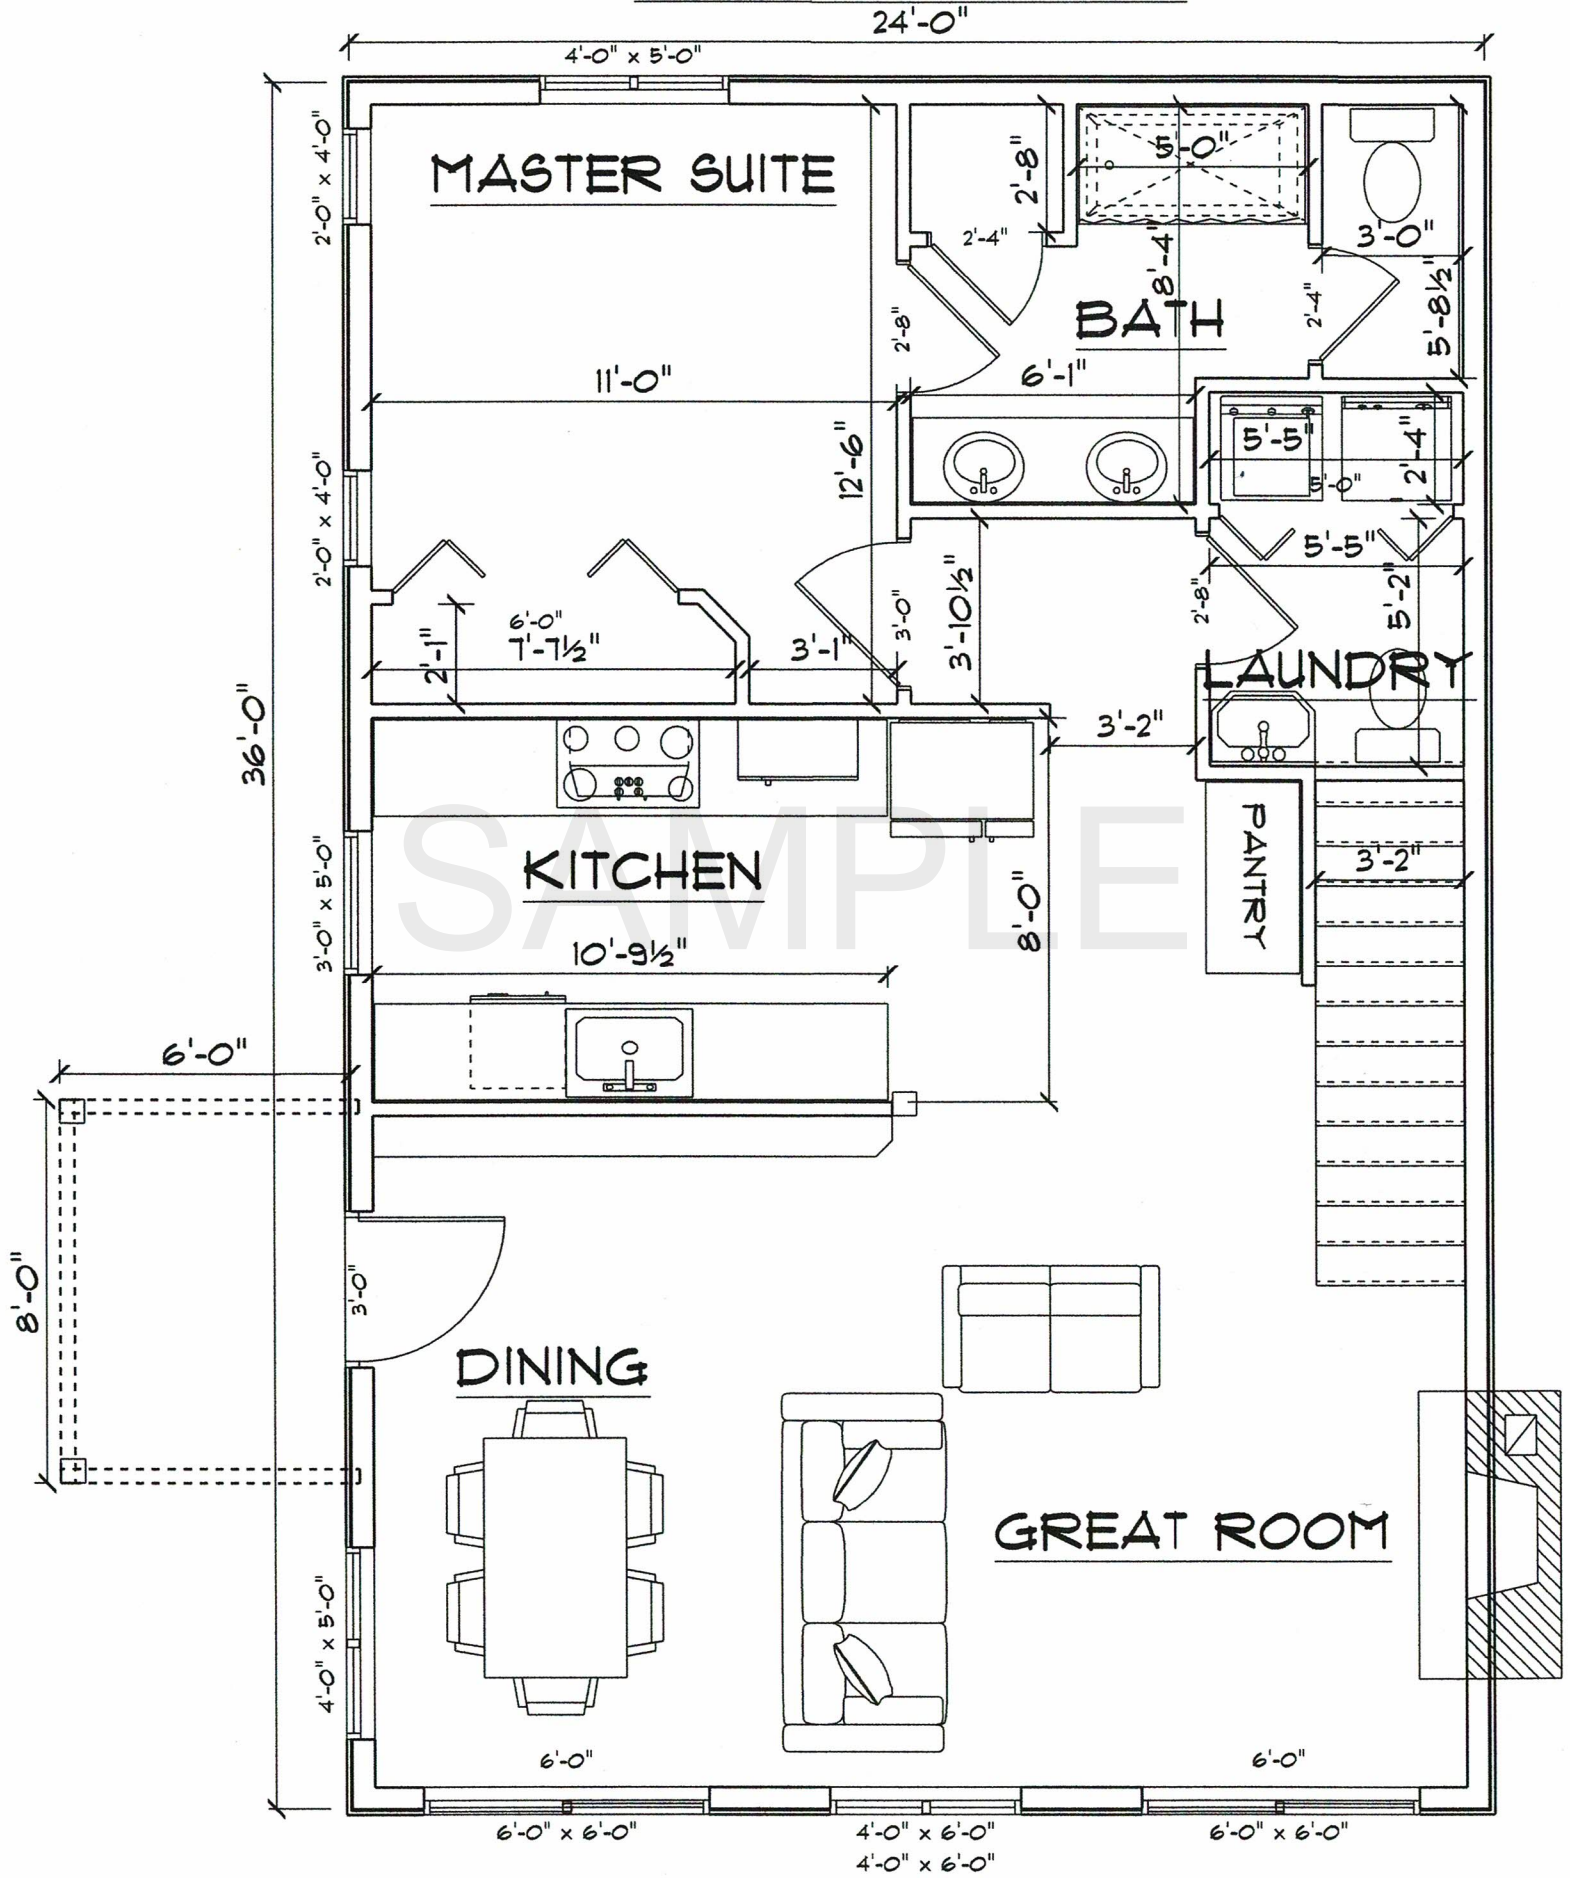 24'-0"
4'-0" x 5'-0"
2'-0" x 4'-0"
MASTER SUITE
2'-8"
5'-0"
2'-4"
3'-0"
8'-4"
BATH
2'-8"
2'-4"
5'-8½"
11'-0"
6'-1"
12'-6"
2'-0" x 4'-0"
5'-5"
2'-4"
5'-0"
5'-5"
3'-10½"
3'-0"
2'-8"
5'-2"
6'-0"
7'-7½"
2'-1"
3'-1"
LAUNDRY
36'-0"
3'-2"
SAMPLE
KITCHEN
PANTRY
3'-2"
3'-0" x 5'-0"
8'-0"
10'-9½"
6'-0"
8'-0"
3'-0"
DINING
GREAT ROOM
4'-0" x 5'-0"
6'-0"
6'-0"
6'-0" x 6'-0"
4'-0" x 6'-0"
6'-0" x 6'-0"
4'-0" x 6'-0"